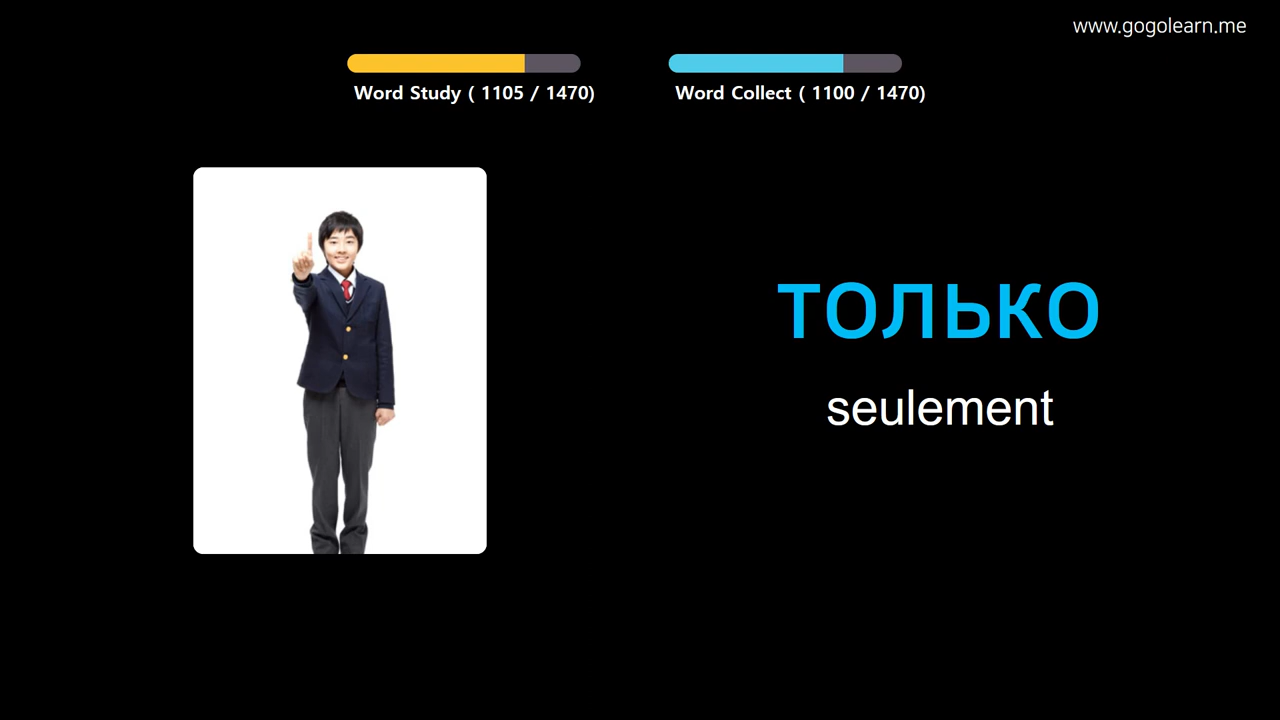 www.gogolearn.me
Word Study ( 1105 / 1470)
Word Collect ( 1100 / 1470)
только
seulement